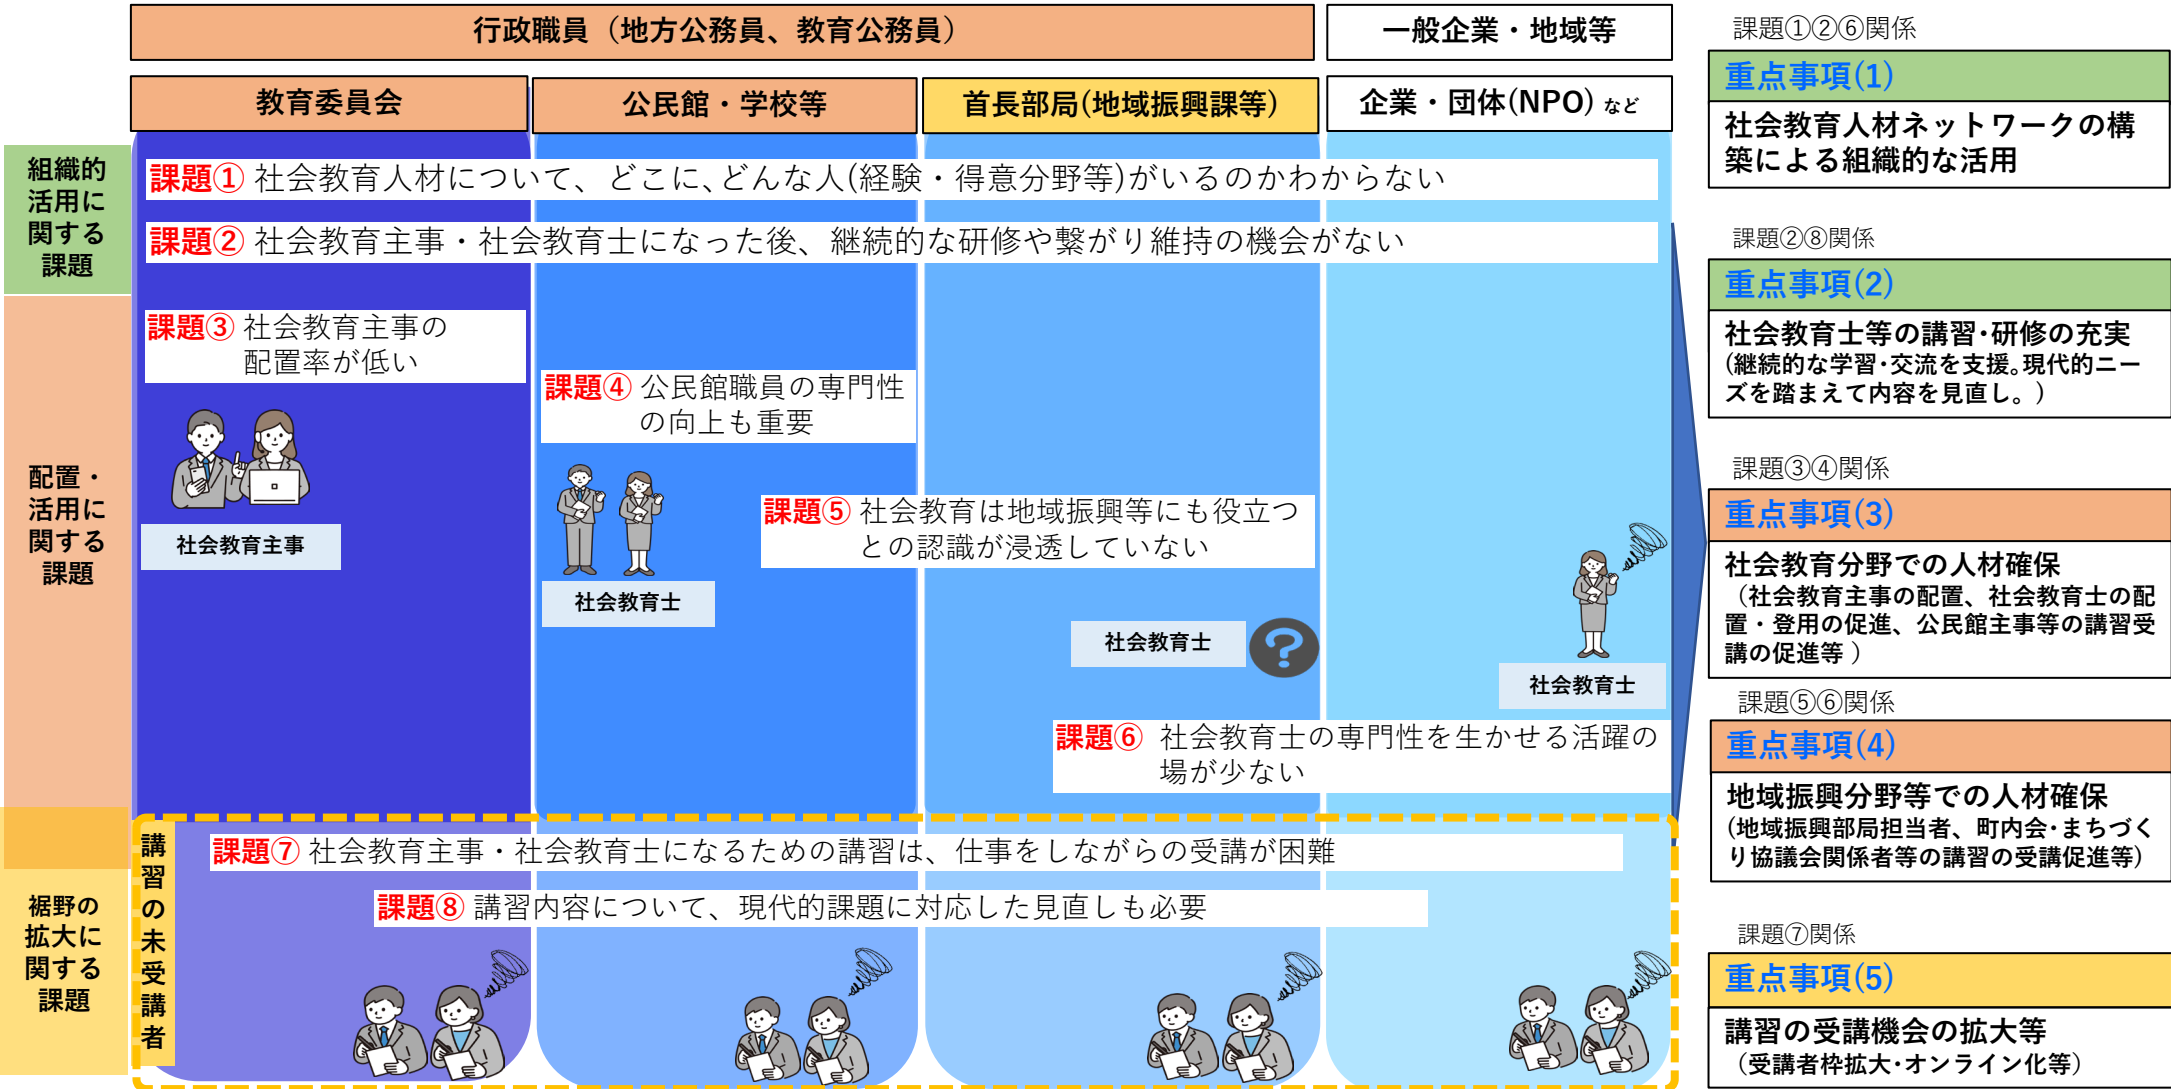 行政職員（地方公務員、教育公務員）
一般企業・地域等
教育委員会
公民館・学校等
首長部局(地域振興課等)
企業・団体(NPO) など
組織的
活用に
関する
課題
課題① 社会教育人材について、どこに、どんな人(経験・得意分野等)がいるのかわからない
課題② 社会教育主事・社会教育士になった後、継続的な研修や繋がり維持の機会がない
配置・
活用に
関する
課題
課題③ 社会教育主事の
配置率が低い
社会教育主事
課題④ 公民館職員の専門性
の向上も重要
社会教育士
課題⑤ 社会教育は地域振興等にも役立つ
との認識が浸透していない
社会教育士
?
社会教育士
課題⑥ 社会教育士の専門性を生かせる活躍の
場が少ない
裾野の
拡大に
関する
課題
講習の未受講者
課題⑦ 社会教育主事・社会教育士になるための講習は、仕事をしながらの受講が困難
課題⑧ 講習内容について、現代的課題に対応した見直しも必要
課題①②⑥関係
重点事項(1)
社会教育人材ネットワークの構
築による組織的な活用
課題②⑧関係
重点事項(2)
社会教育士等の講習･研修の充実
(継続的な学習･交流を支援｡現代的ニー
ズを踏まえて内容を見直し。)
課題③④関係
重点事項(3)
社会教育分野での人材確保
（社会教育主事の配置、社会教育士の配
置・登用の促進、公民館主事等の講習受
講の促進等 ）
課題⑤⑥関係
重点事項(4)
地域振興分野等での人材確保
(地域振興部局担当者、町内会･まちづく
り協議会関係者等の講習の受講促進等)
課題⑦関係
重点事項(5)
講習の受講機会の拡大等
（受講者枠拡大･オンライン化等）